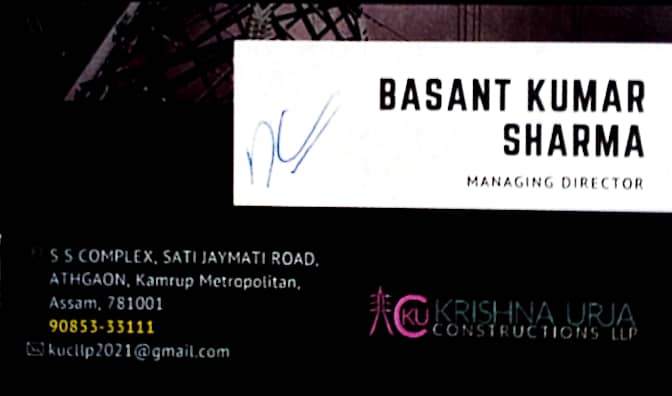 BASANT KUMAR
SHARMA
MANAGING DIRECTOR
S S COMPLEX, SATI JAYMATI ROAD,
ATHGAON, Kamrup Metropolitan,
Assam, 781001
90853-33111
kucllp2021@gmail.com
KU KRISHNA URJA
CONSTRUCTIONS LLP